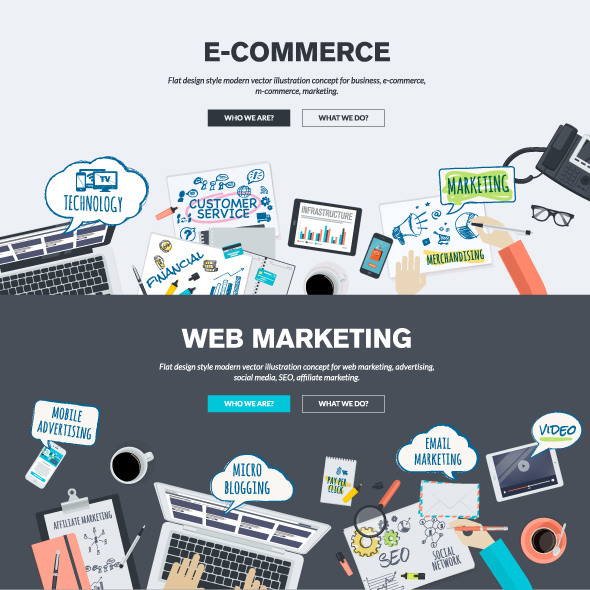 E-COMMERCE
Flat design style modern vector illustration concept for business, e-commerce,
m-commerce, marketing.
WHO WE ARE?
WHAT WE DO?
TV
TECHNOLOGY
CUSTOMER
SERVICE
FINANCIAL
INFRASTRUCTURE
MARKETING
MERCHANDISING
WEB MARKETING
Flat design style modern vector illustration concept for web marketing, advertising,
social media, SEO, affiliate marketing.
WHO WE ARE?
WHAT WE DO?
MOBILE
ADVERTISING
AFFILIATE MARKETING
MICRO
BLOGGING
PAY PER
CLICK
EMAIL
MARKETING
VIDEO
SEO
SOCIAL
NETWORK